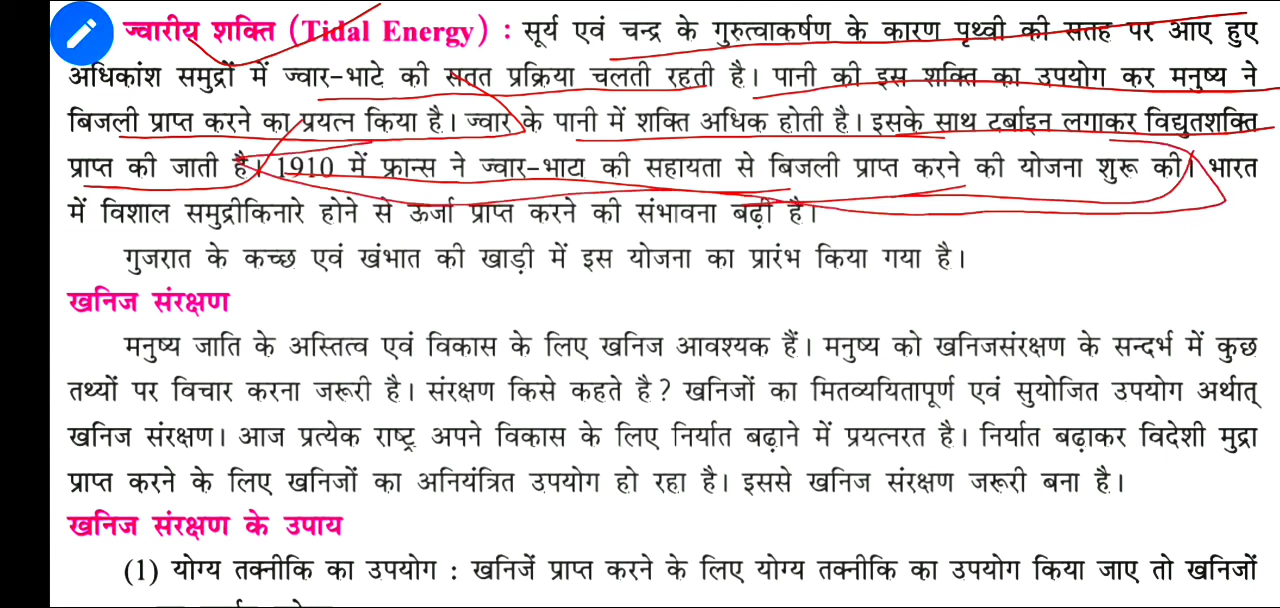 ज्वारीय शक्ति (Tidal Energy) : सूर्य एवं चन्द्र के गुरुत्वाकर्षण के कारण पृथ्वी की सतह पर आए हुए
अधिकांश समुद्रों में ज्वार-भाटे की सतत प्रक्रिया चलती रहती है। पानी की इस शक्ति का उपयोग कर मनुष्य ने
बिजली प्राप्त करने का प्रयत्न किया है। ज्वार के पानी में शक्ति अधिक होती है। इसके साथ टर्बाइन लगाकर विद्युतशक्ति
प्राप्त की जाती है। 1910 में फ्रान्स ने ज्वार-भाटा की सहायता से बिजली प्राप्त करने की योजना शुरू की। भारत
में विशाल समुद्रीकिनारे होने से ऊर्जा प्राप्त करने की संभावना बढ़ी है।
गुजरात के कच्छ एवं खंभात की खाड़ी में इस योजना का प्रारंभ किया गया है।
खनिज संरक्षण
मनुष्य जाति के अस्तित्व एवं विकास के लिए खनिज आवश्यक हैं। मनुष्य को खनिजसंरक्षण के सन्दर्भ में कुछ
तथ्यों पर विचार करना जरूरी है। संरक्षण किसे कहते है? खनिजों का मितव्ययितापूर्ण एवं सुयोजित उपयोग अर्थात्
खनिज संरक्षण। आज प्रत्येक राष्ट्र अपने विकास के लिए निर्यात बढ़ाने में प्रयत्नरत है। निर्यात बढ़ाकर विदेशी मुद्रा
प्राप्त करने के लिए खनिजों का अनियंत्रित उपयोग हो रहा है। इससे खनिज संरक्षण जरूरी बना है।
खनिज संरक्षण के उपाय
(1) योग्य तक्नीकि का उपयोग : खनिजें प्राप्त करने के लिए योग्य तक्नीकि का उपयोग किया जाए तो खनिजों